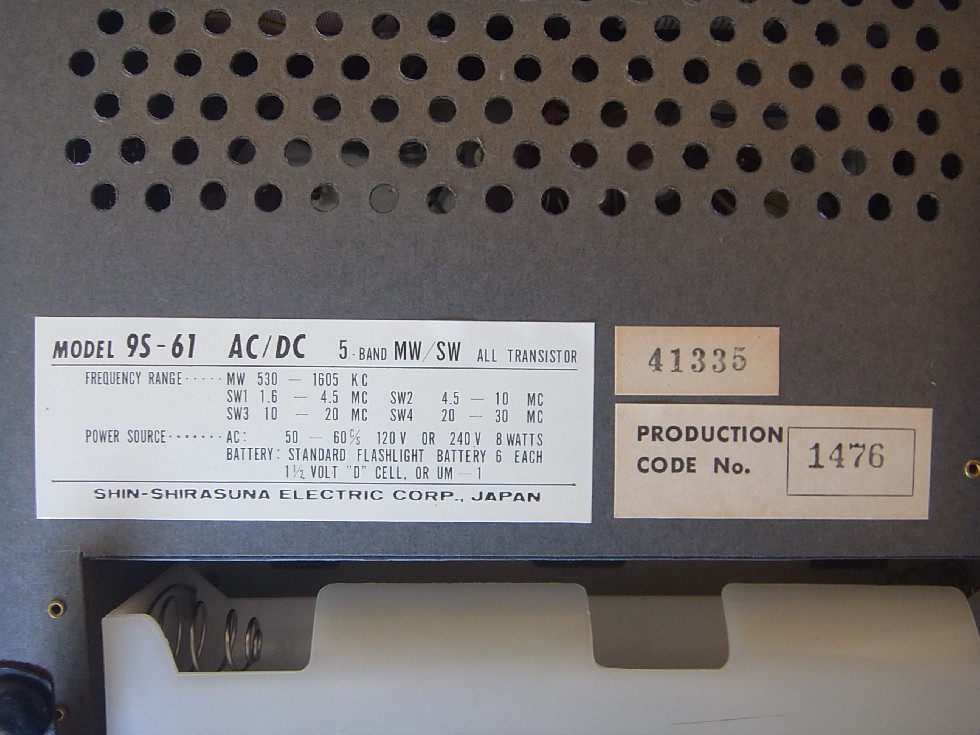 MODEL 9S-61 AC/DC 5-BAND MW/SW ALL TRANSISTOR
FREQUENCY RANGE····· MW 530 — 1605 KC
SW1 1.6 — 4.5 MC SW2 4.5 — 10 MC
SW3 10 — 20 MC SW4 20 — 30 MC
POWER SOURCE······· AC: 50 — 60 C/S 120V OR 240V 8WATTS
BATTERY: STANDARD FLASHLIGHT BATTERY 6 EACH
1½ VOLT "D" CELL, OR UM—1
SHIN-SHIRASUNA ELECTRIC CORP., JAPAN
41335
PRODUCTION
CODE No.
1476